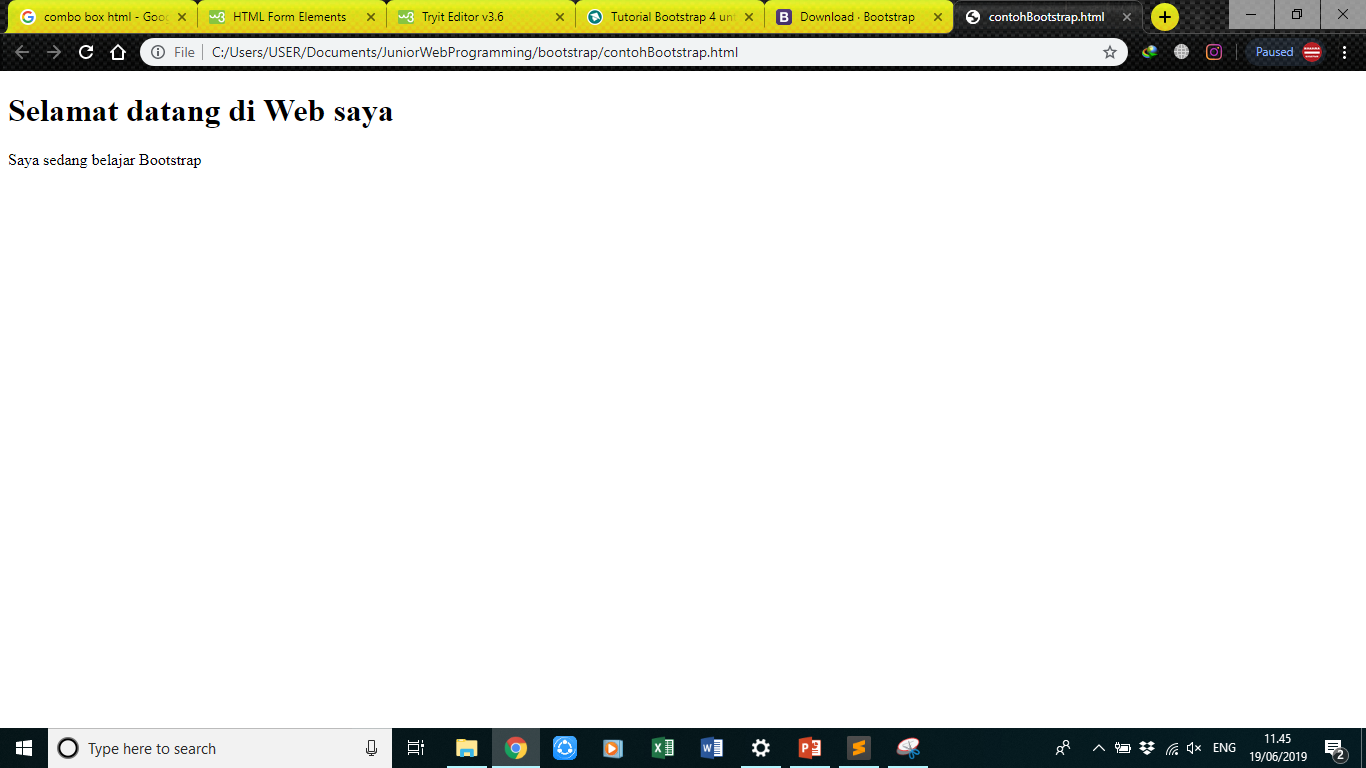 combo box html - Goo
HTML Form Elements
Tryit Editor v3.6
Tutorial Bootstrap 4 un
Download · Bootstrap
contohBootstrap.html
File
C:/Users/USER/Documents/JuniorWebProgramming/bootstrap/contohBootstrap.html
Paused
Selamat datang di Web saya
Saya sedang belajar Bootstrap
Type here to search
ENG
11.45
19/06/2019
2